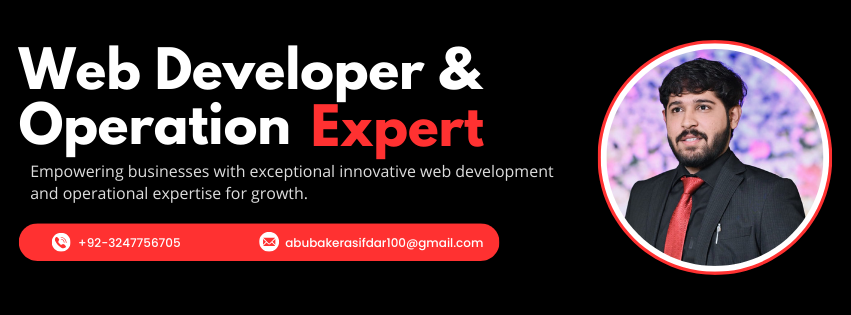 Web Developer &
Operation Expert
Empowering businesses with exceptional innovative web development
and operational expertise for growth.
+92-3247756705
abubakerasifdar100@gmail.com